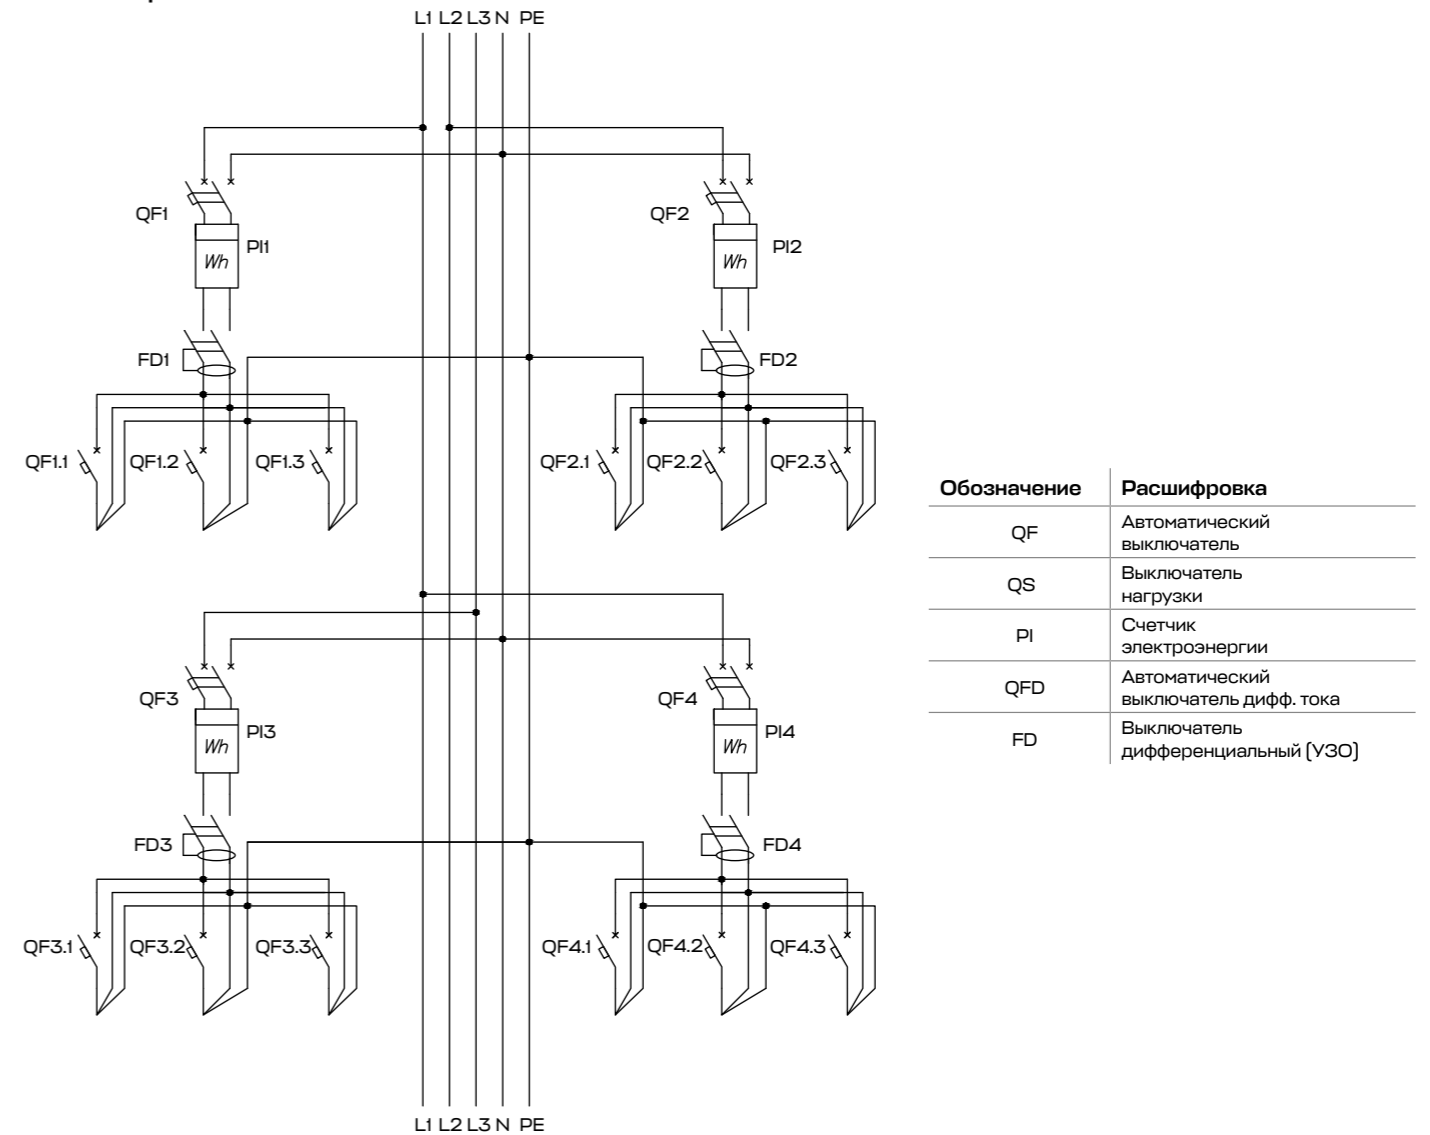 L1 L2 L3 N PE
QF1
PI1
Wh
QF2
PI2
Wh
FD1
FD2
QF1.1
QF1.2
QF1.3
QF2.1
QF2.2
QF2.3
Обозначение Расшифровка
QF
Автоматический
выключатель
QS
Выключатель
нагрузки
PI
Счетчик
электроэнергии
QFD
Автоматический
выключатель дифф. тока
FD
Выключатель
дифференциальный (УЗО)
QF3
PI3
Wh
QF4
PI4
Wh
FD3
FD4
QF3.1
QF3.2
QF3.3
QF4.1
QF4.2
QF4.3
L1 L2 L3 N PE